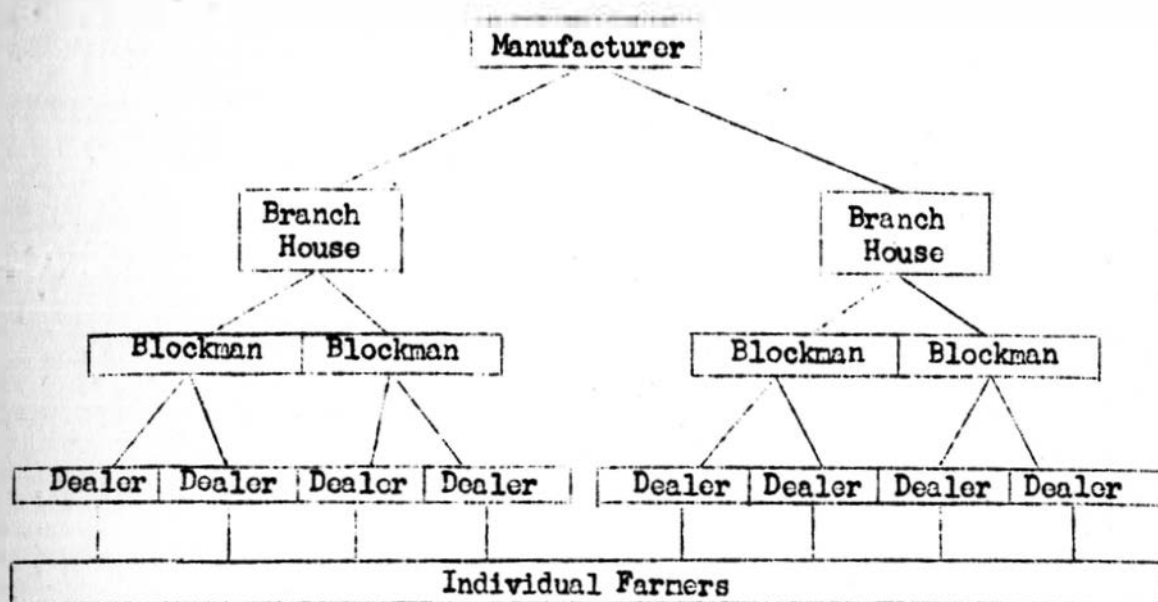 Manufacturer
Branch
House
Branch
House
Blockman Blockman
Blockman Blockman
Dealer Dealer Dealer Dealer
Dealer Dealer Dealer Dealer
Individual Farmers